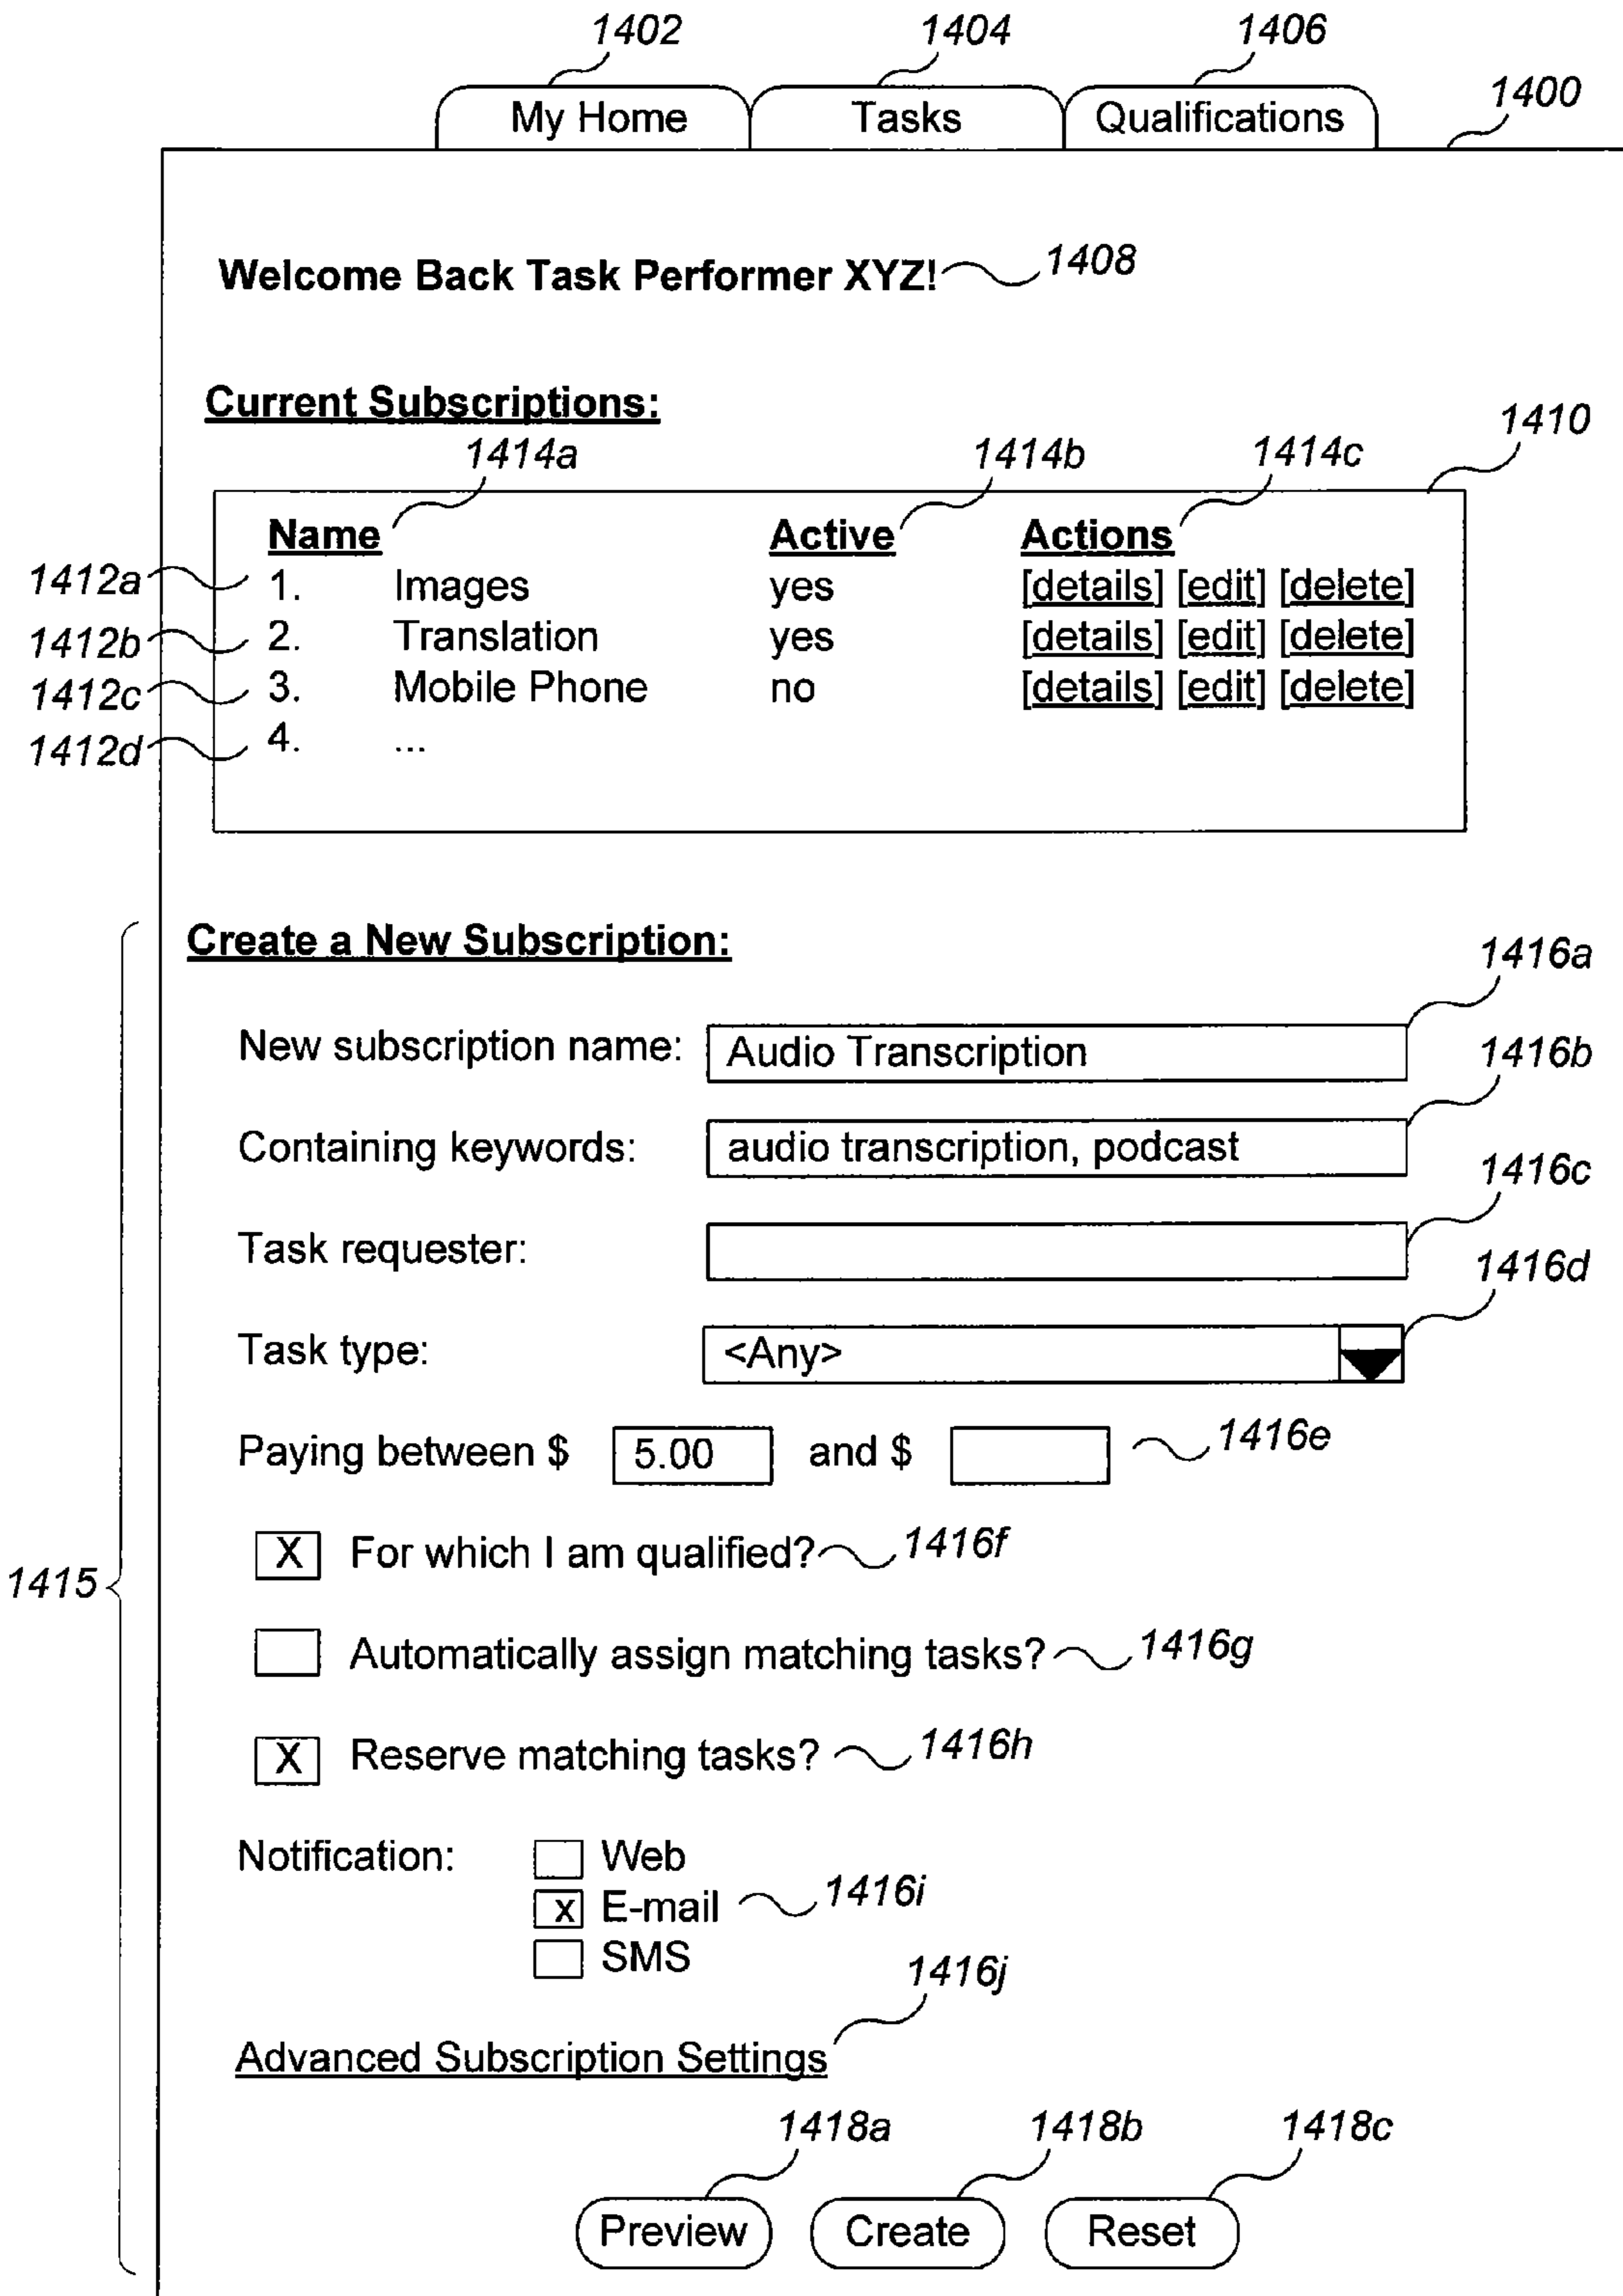 1402 1404 1406
My Home Tasks Qualifications 1400
Welcome Back Task Performer XYZ! 1408
Current Subscriptions:
1414a 1414b 1414c 1410
Name Active Actions
1412a 1. Images yes [details] [edit] [delete]
1412b 2. Translation yes [details] [edit] [delete]
1412c 3. Mobile Phone no [details] [edit] [delete]
1412d 4. ...
Create a New Subscription:
1416a
New subscription name: Audio Transcription
1416b
Containing keywords: audio transcription, podcast
1416c
Task requester:
1416d
Task type: <Any>
Paying between $ 5.00 and $ 1416e
X For which I am qualified? 1416f
1415
Automatically assign matching tasks? 1416g
X Reserve matching tasks? 1416h
Notification: Web
x E-mail 1416i
SMS
1416j
Advanced Subscription Settings
1418a 1418b 1418c
Preview Create Reset